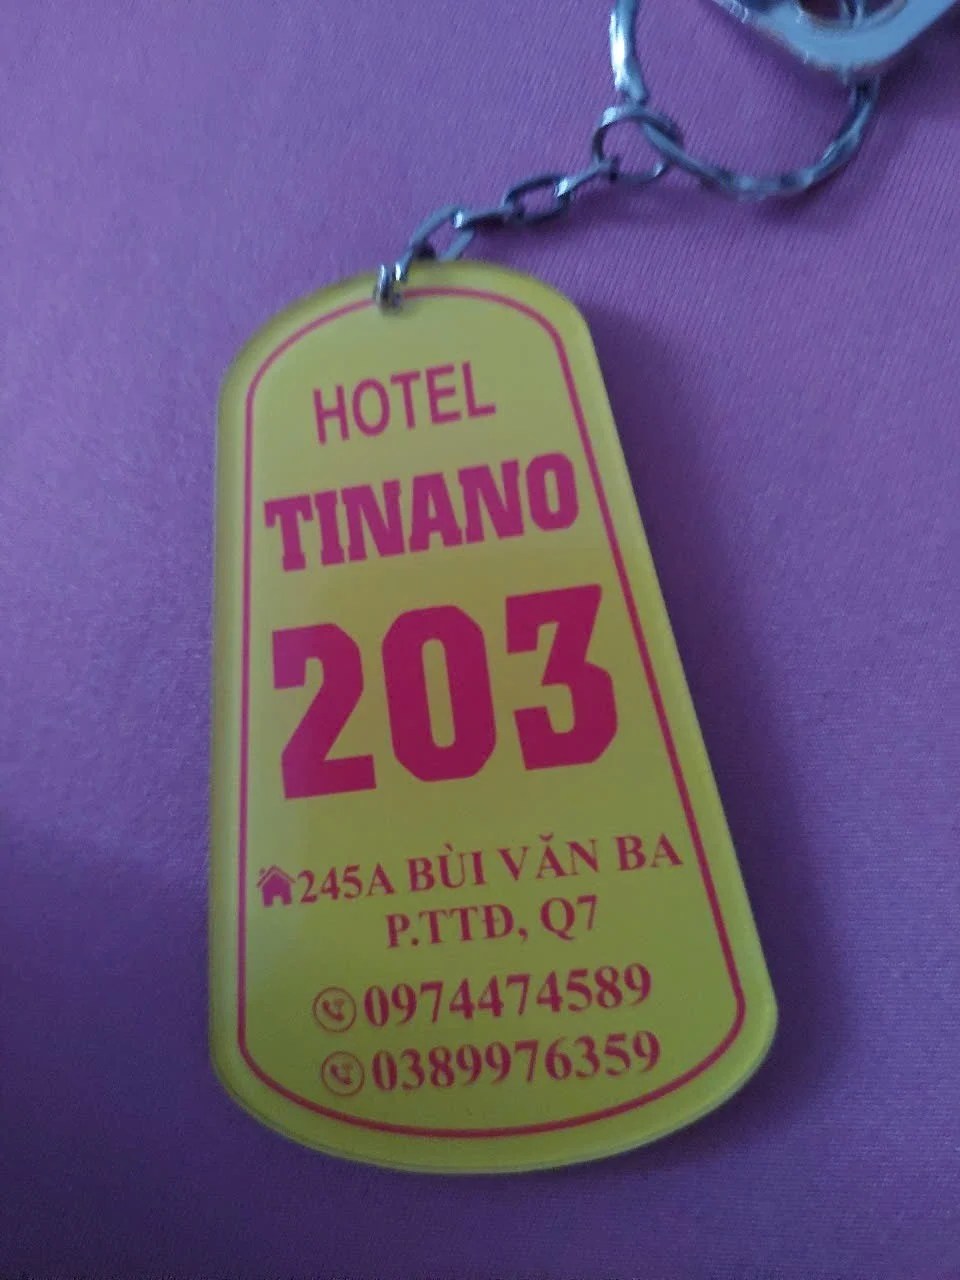 HOTEL
TINANO
203
245A BÙI VĂN BA
P.TTĐ, Q7
0974474589
0389976359